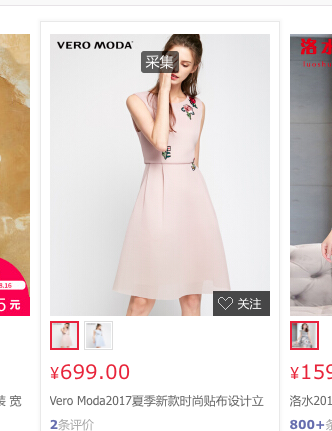 VERO MODA
采集
洛水
3.16
元
关注
¥699.00
¥159
装 宽
Vero Moda2017夏季新款时尚贴布设计立
洛水201
2条评价
800+条